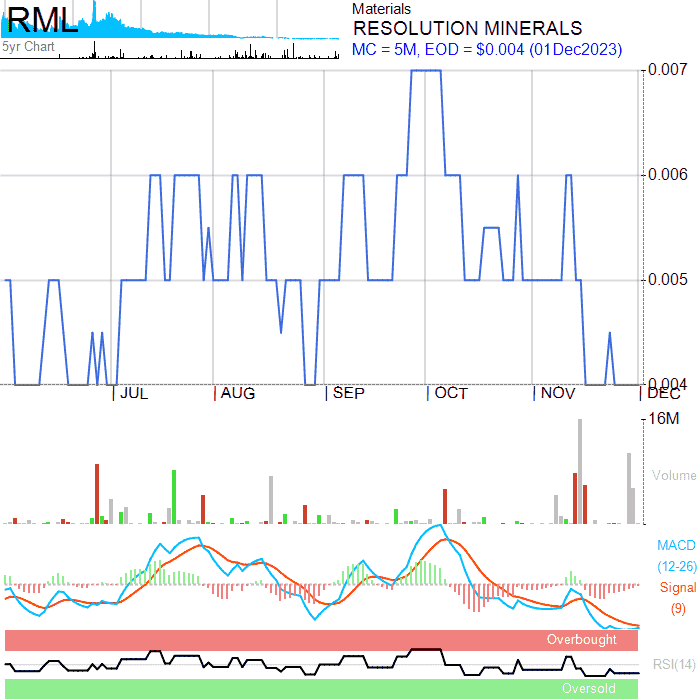 RML
5yr Chart
Materials
RESOLUTION MINERALS
MC = 5M, EOD = $0.004 (01Dec2023)
0.007
0.006
0.005
0.004
JUL AUG SEP OCT NOV DEC
16M
Volume
MACD
(12-26)
Signal
(9)
Overbought
RSI(14)
Oversold